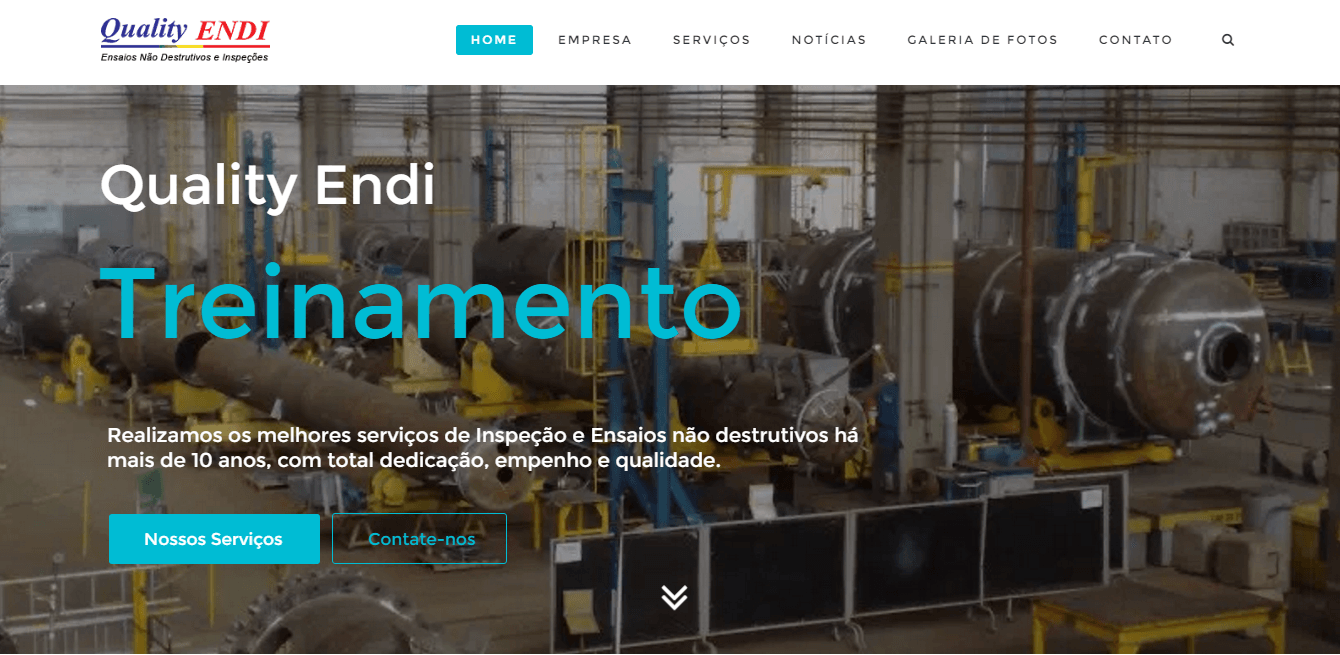 Quality ENDI
Ensaios Não Destrutivos e Inspeções
HOME EMPRESA SERVIÇOS NOTÍCIAS GALERIA DE FOTOS CONTATO
Quality Endi
Treinamento
Realizamos os melhores serviços de Inspeção e Ensaios não destrutivos há
mais de 10 anos, com total dedicação, empenho e qualidade.
Nossos Serviços Contate-nos